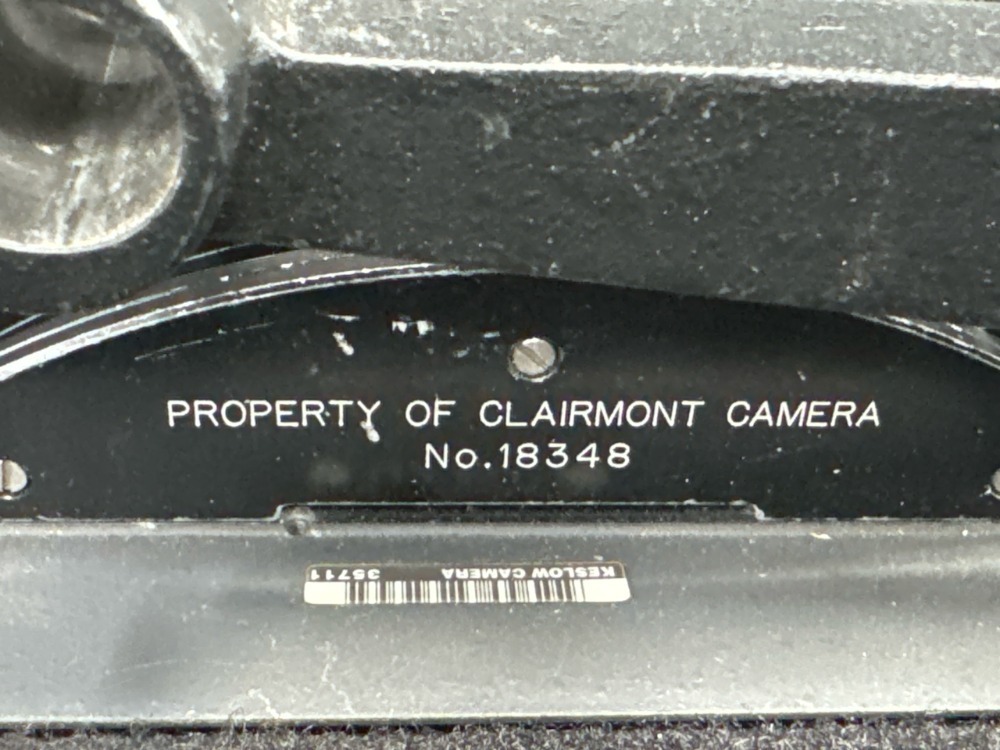 PROPERTY OF CLAIRMONT CAMERA
No.18348
KESLOW CAMERA 35711